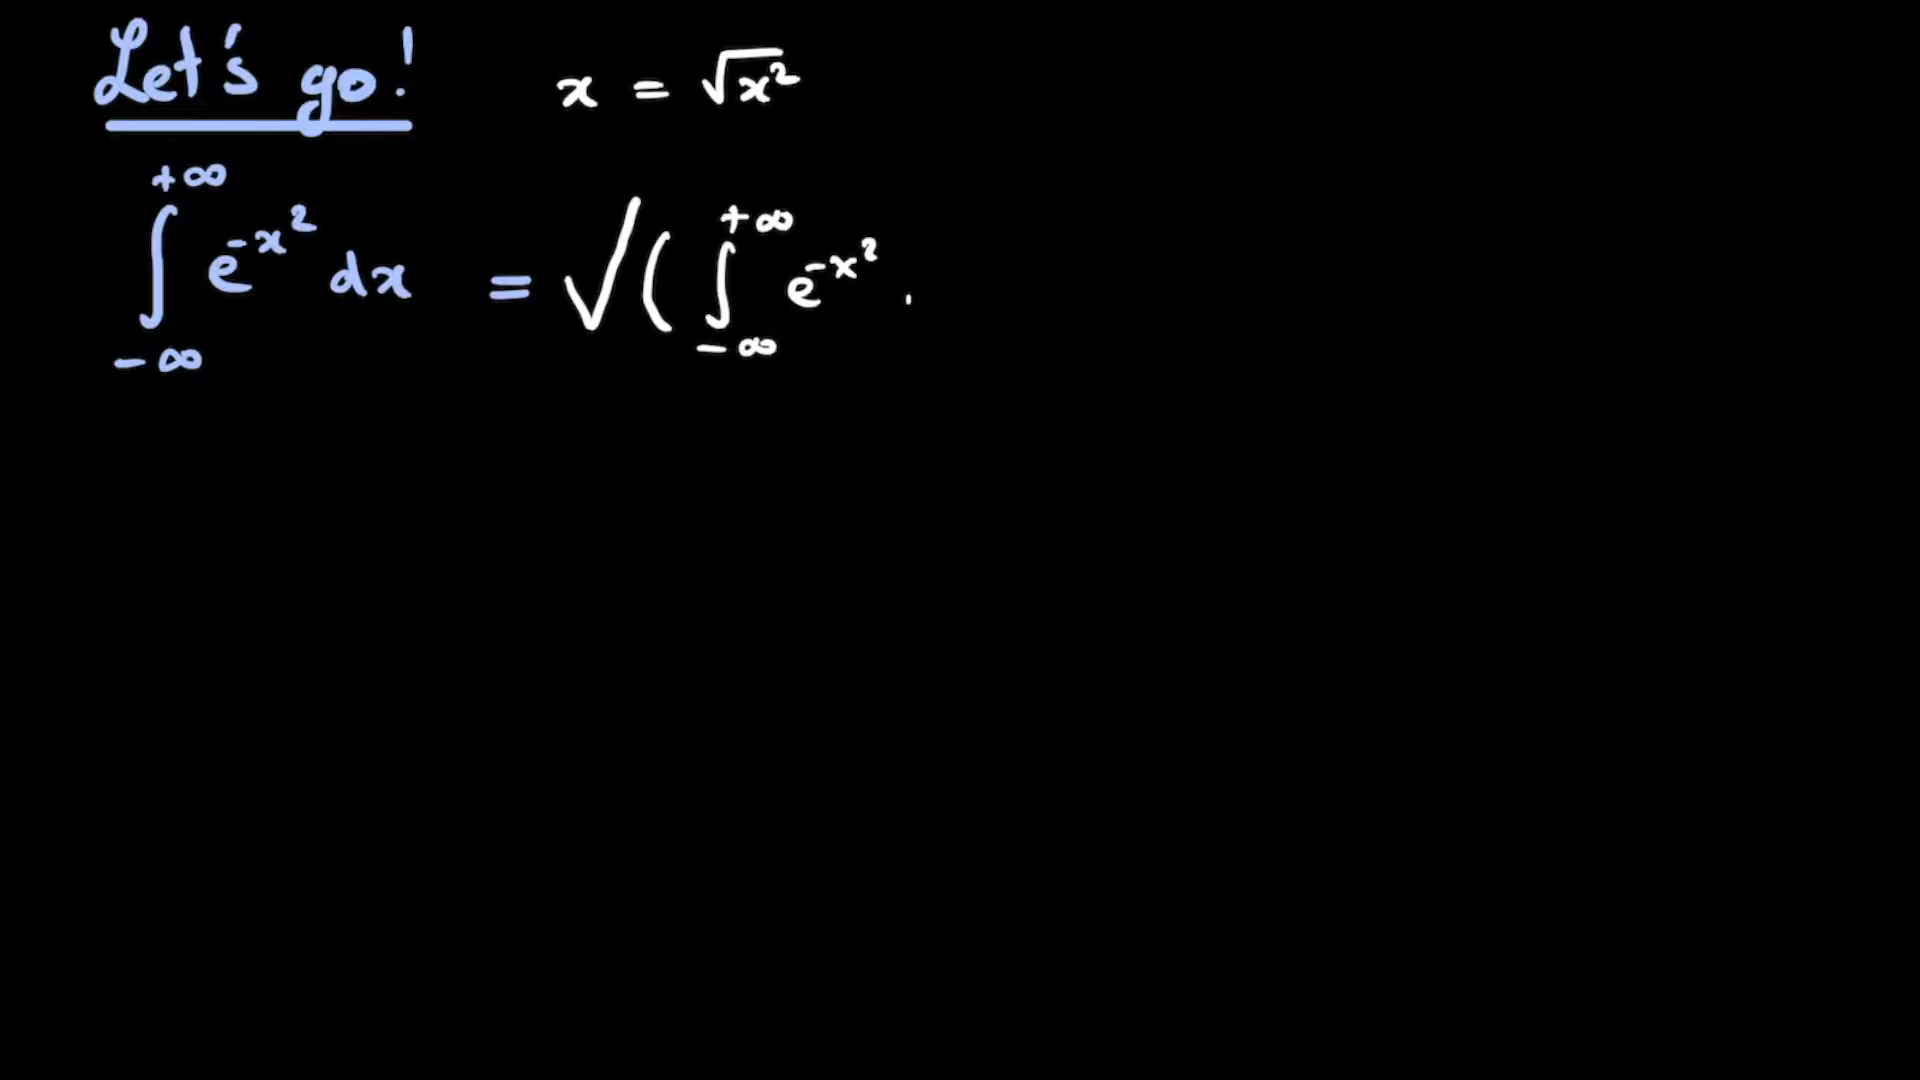 Let's go!
x = √x²
∫_{-∞}^{+∞} e^{-x²} dx = √( ∫_{-∞}^{+∞} e^{-x²}